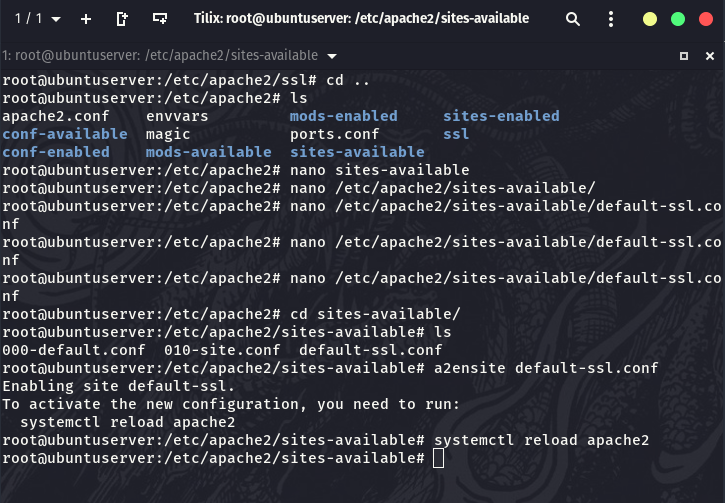 1 / 1
Tilix: root@ubuntuserver: /etc/apache2/sites-available
1: root@ubuntuserver: /etc/apache2/sites-available
root@ubuntuserver:/etc/apache2/ssl# cd ..
root@ubuntuserver:/etc/apache2# ls
apache2.conf    envvars         mods-enabled     sites-enabled
conf-available  magic           ports.conf       ssl
conf-enabled    mods-available  sites-available
root@ubuntuserver:/etc/apache2# nano sites-available
root@ubuntuserver:/etc/apache2# nano /etc/apache2/sites-available/
root@ubuntuserver:/etc/apache2# nano /etc/apache2/sites-available/default-ssl.co
nf
root@ubuntuserver:/etc/apache2# nano /etc/apache2/sites-available/default-ssl.co
nf
root@ubuntuserver:/etc/apache2# nano /etc/apache2/sites-available/default-ssl.co
nf
root@ubuntuserver:/etc/apache2# cd sites-available/
root@ubuntuserver:/etc/apache2/sites-available# ls
000-default.conf  010-site.conf  default-ssl.conf
root@ubuntuserver:/etc/apache2/sites-available# a2ensite default-ssl.conf
Enabling site default-ssl.
To activate the new configuration, you need to run:
  systemctl reload apache2
root@ubuntuserver:/etc/apache2/sites-available# systemctl reload apache2
root@ubuntuserver:/etc/apache2/sites-available#